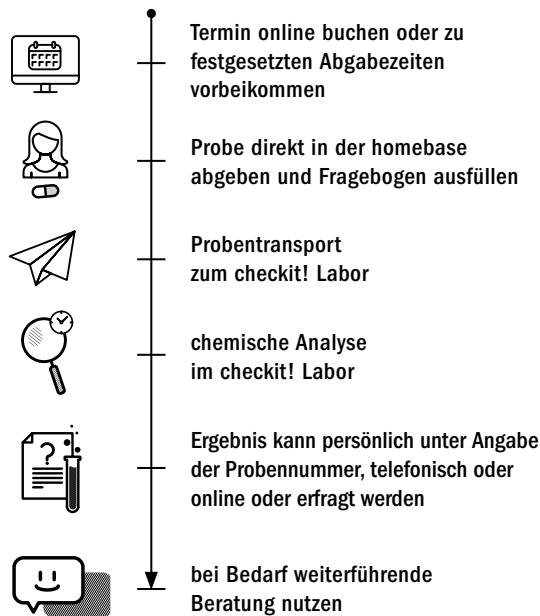 Termin online buchen oder zu
festgesetzten Abgabezeiten
vorbeikommen
Probe direkt in der homebase
abgeben und Fragebogen ausfüllen
Probentransport
zum checkit! Labor
chemische Analyse
im checkit! Labor
?
Ergebnis kann persönlich unter Angabe
der Probennummer, telefonisch oder
online oder erfragt werden
bei Bedarf weiterführende
Beratung nutzen